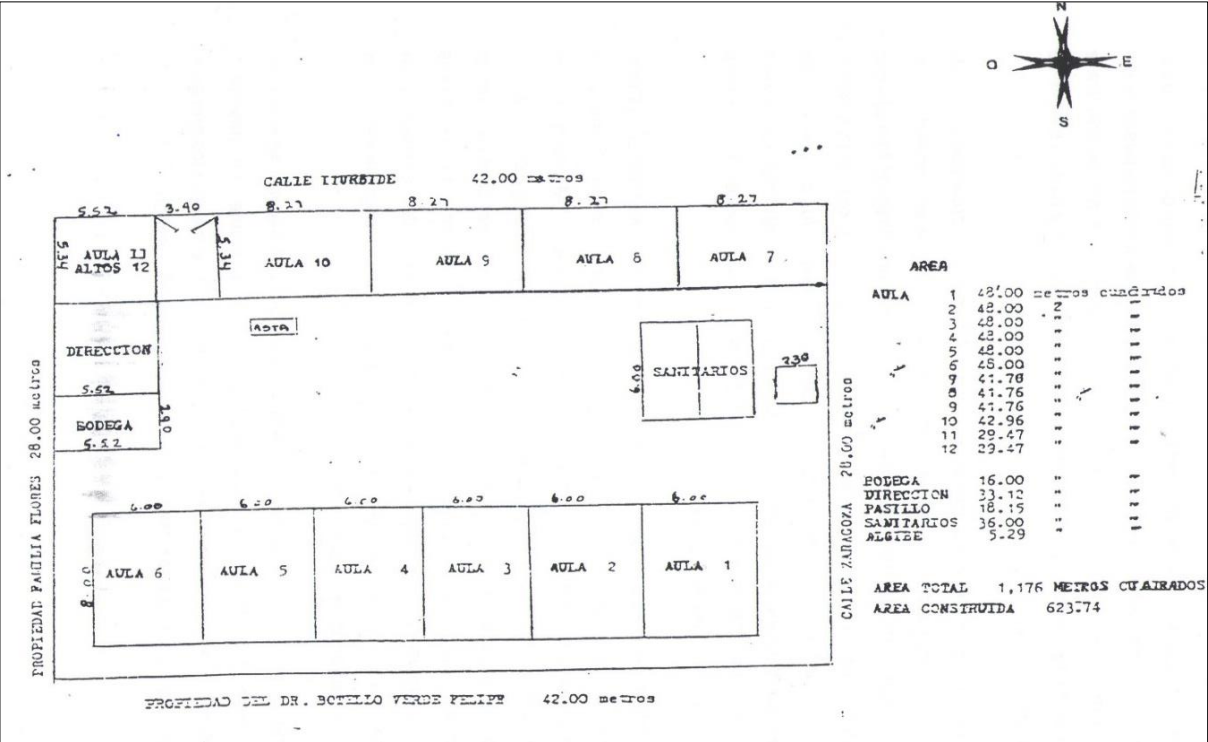 N
O E
S
CALLE ITURBIDE 42.00 metros
5.52 3.40 8.27 8.27 8.27 8.27
5.34 AULA 11 5.34 AULA 10 AULA 9 AULA 8 AULA 7
ALTOS 12
ASTA
DIRECCION
5.52
SANITARIOS
6.00
230
BODEGA
2.90
5.52
PROPIEDAD FAMILIA FLORES 28.00 metros
CALLE ZARAGOZA 28.00 metros
6.00 6.00 6.00 6.00 6.00 6.00
8.00
AULA 6 AULA 5 AULA 4 AULA 3 AULA 2 AULA 1
PROPIEDAD DEL DR. BOTELLO VERDE FELIPE 42.00 metros
AREA
AULA 1 48.00 metros cuadrados
2 48.00 " "
3 48.00 " "
4 48.00 " "
5 48.00 " "
6 48.00 " "
7 41.76 " "
8 41.76 " "
9 41.76 " "
10 42.96 " "
11 29.47 " "
12 29.47 " "
BODEGA 16.00 " "
DIRECCION 33.12 " "
PASILLO 18.15 " "
SANITARIOS 36.00 " "
ALGIBE 5.29 " "
AREA TOTAL 1,176 METROS CUADRADOS
AREA CONSTRUIDA 623.74